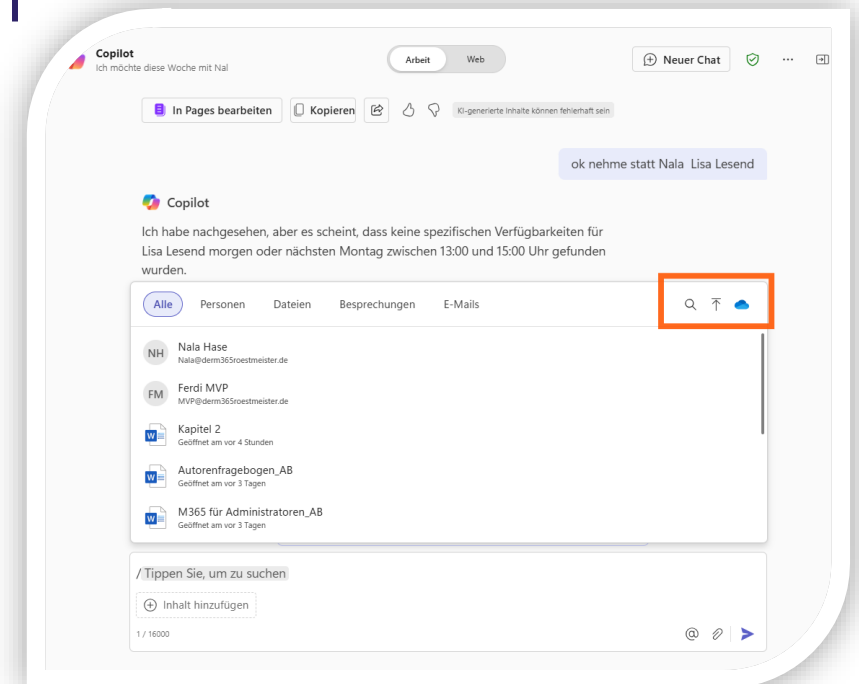 Copilot
Ich möchte diese Woche mit Nal
Arbeit Web
Neuer Chat
In Pages bearbeiten Kopieren KI-generierte Inhalte können fehlerhaft sein
ok nehme statt Nala Lisa Lesend
Copilot
Ich habe nachgesehen, aber es scheint, dass keine spezifischen Verfügbarkeiten für
Lisa Lesend morgen oder nächsten Montag zwischen 13:00 und 15:00 Uhr gefunden
wurden.
Alle Personen Dateien Besprechungen E-Mails
NH Nala Hase
Nala@derm365roestmeister.de
FM Ferdi MVP
MVP@derm365roestmeister.de
Kapitel 2
Geöffnet am vor 4 Stunden
Autorenfragebogen_AB
Geöffnet am vor 3 Tagen
M365 für Administratoren_AB
Geöffnet am vor 3 Tagen
/ Tippen Sie, um zu suchen
Inhalt hinzufügen
1 / 16000